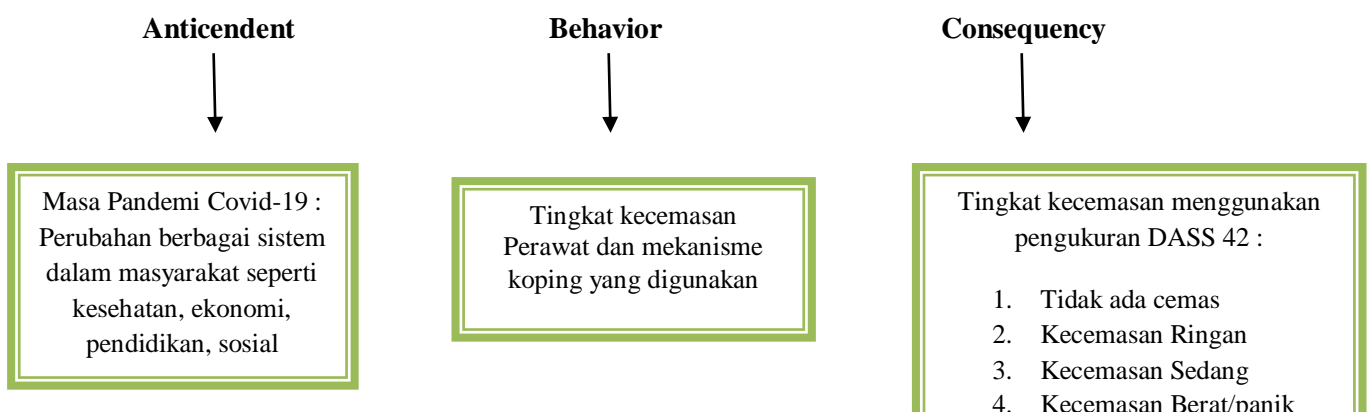 Anticendent
Behavior
Consequency
Masa Pandemi Covid-19 :
Perubahan berbagai sistem
dalam masyarakat seperti
kesehatan, ekonomi,
pendidikan, sosial
Tingkat kecemasan
Perawat dan mekanisme
koping yang digunakan
Tingkat kecemasan menggunakan
pengukuran DASS 42 :
1. Tidak ada cemas
2. Kecemasan Ringan
3. Kecemasan Sedang
4. Kecemasan Berat/panik